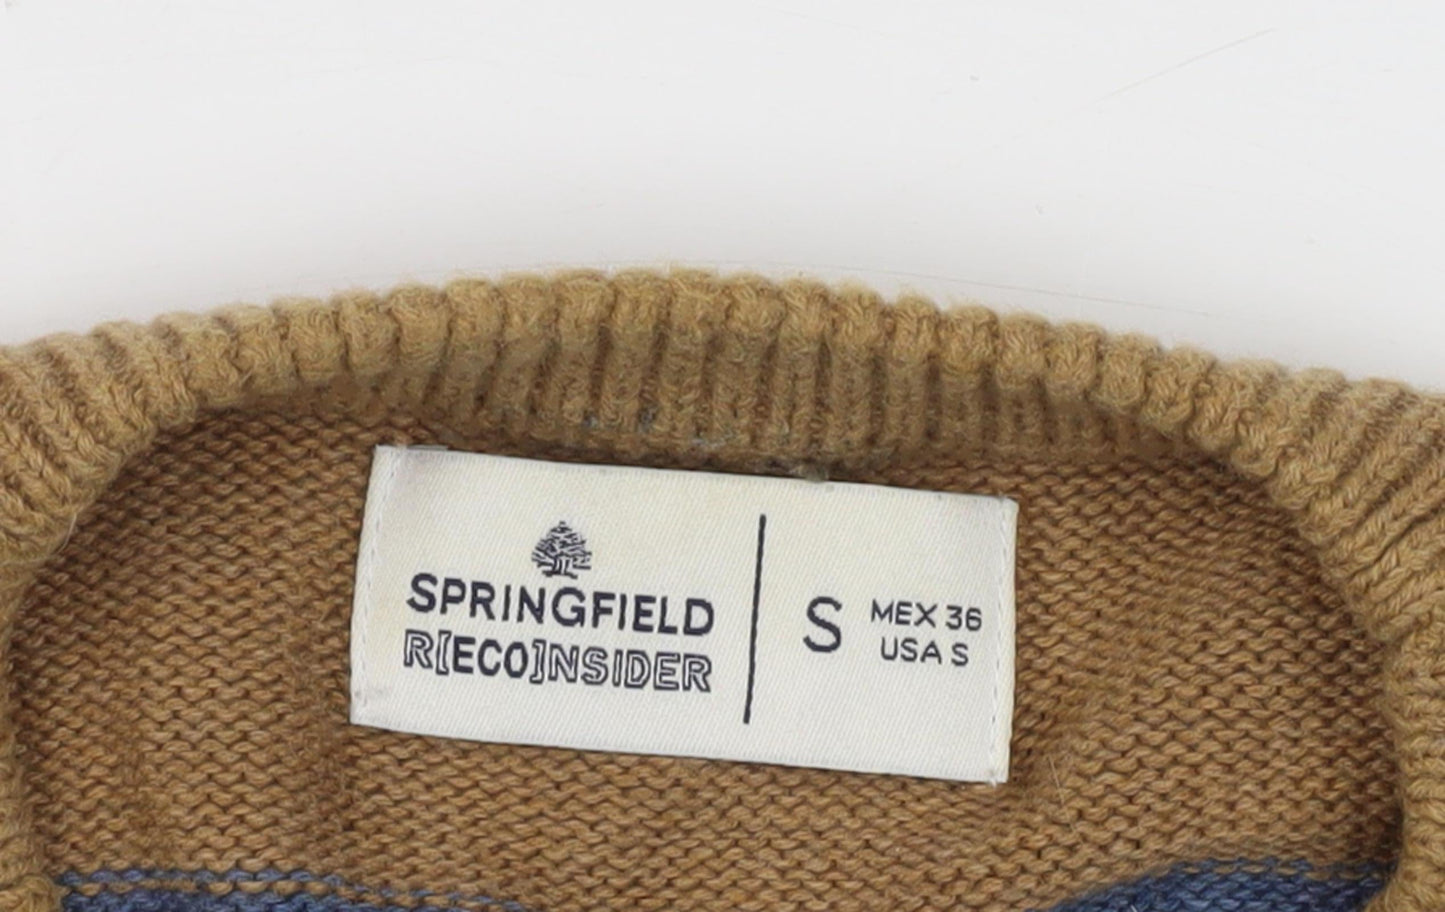 SPRINGFIELD
R[ECO]NSIDER
S
MEX 36
USA S